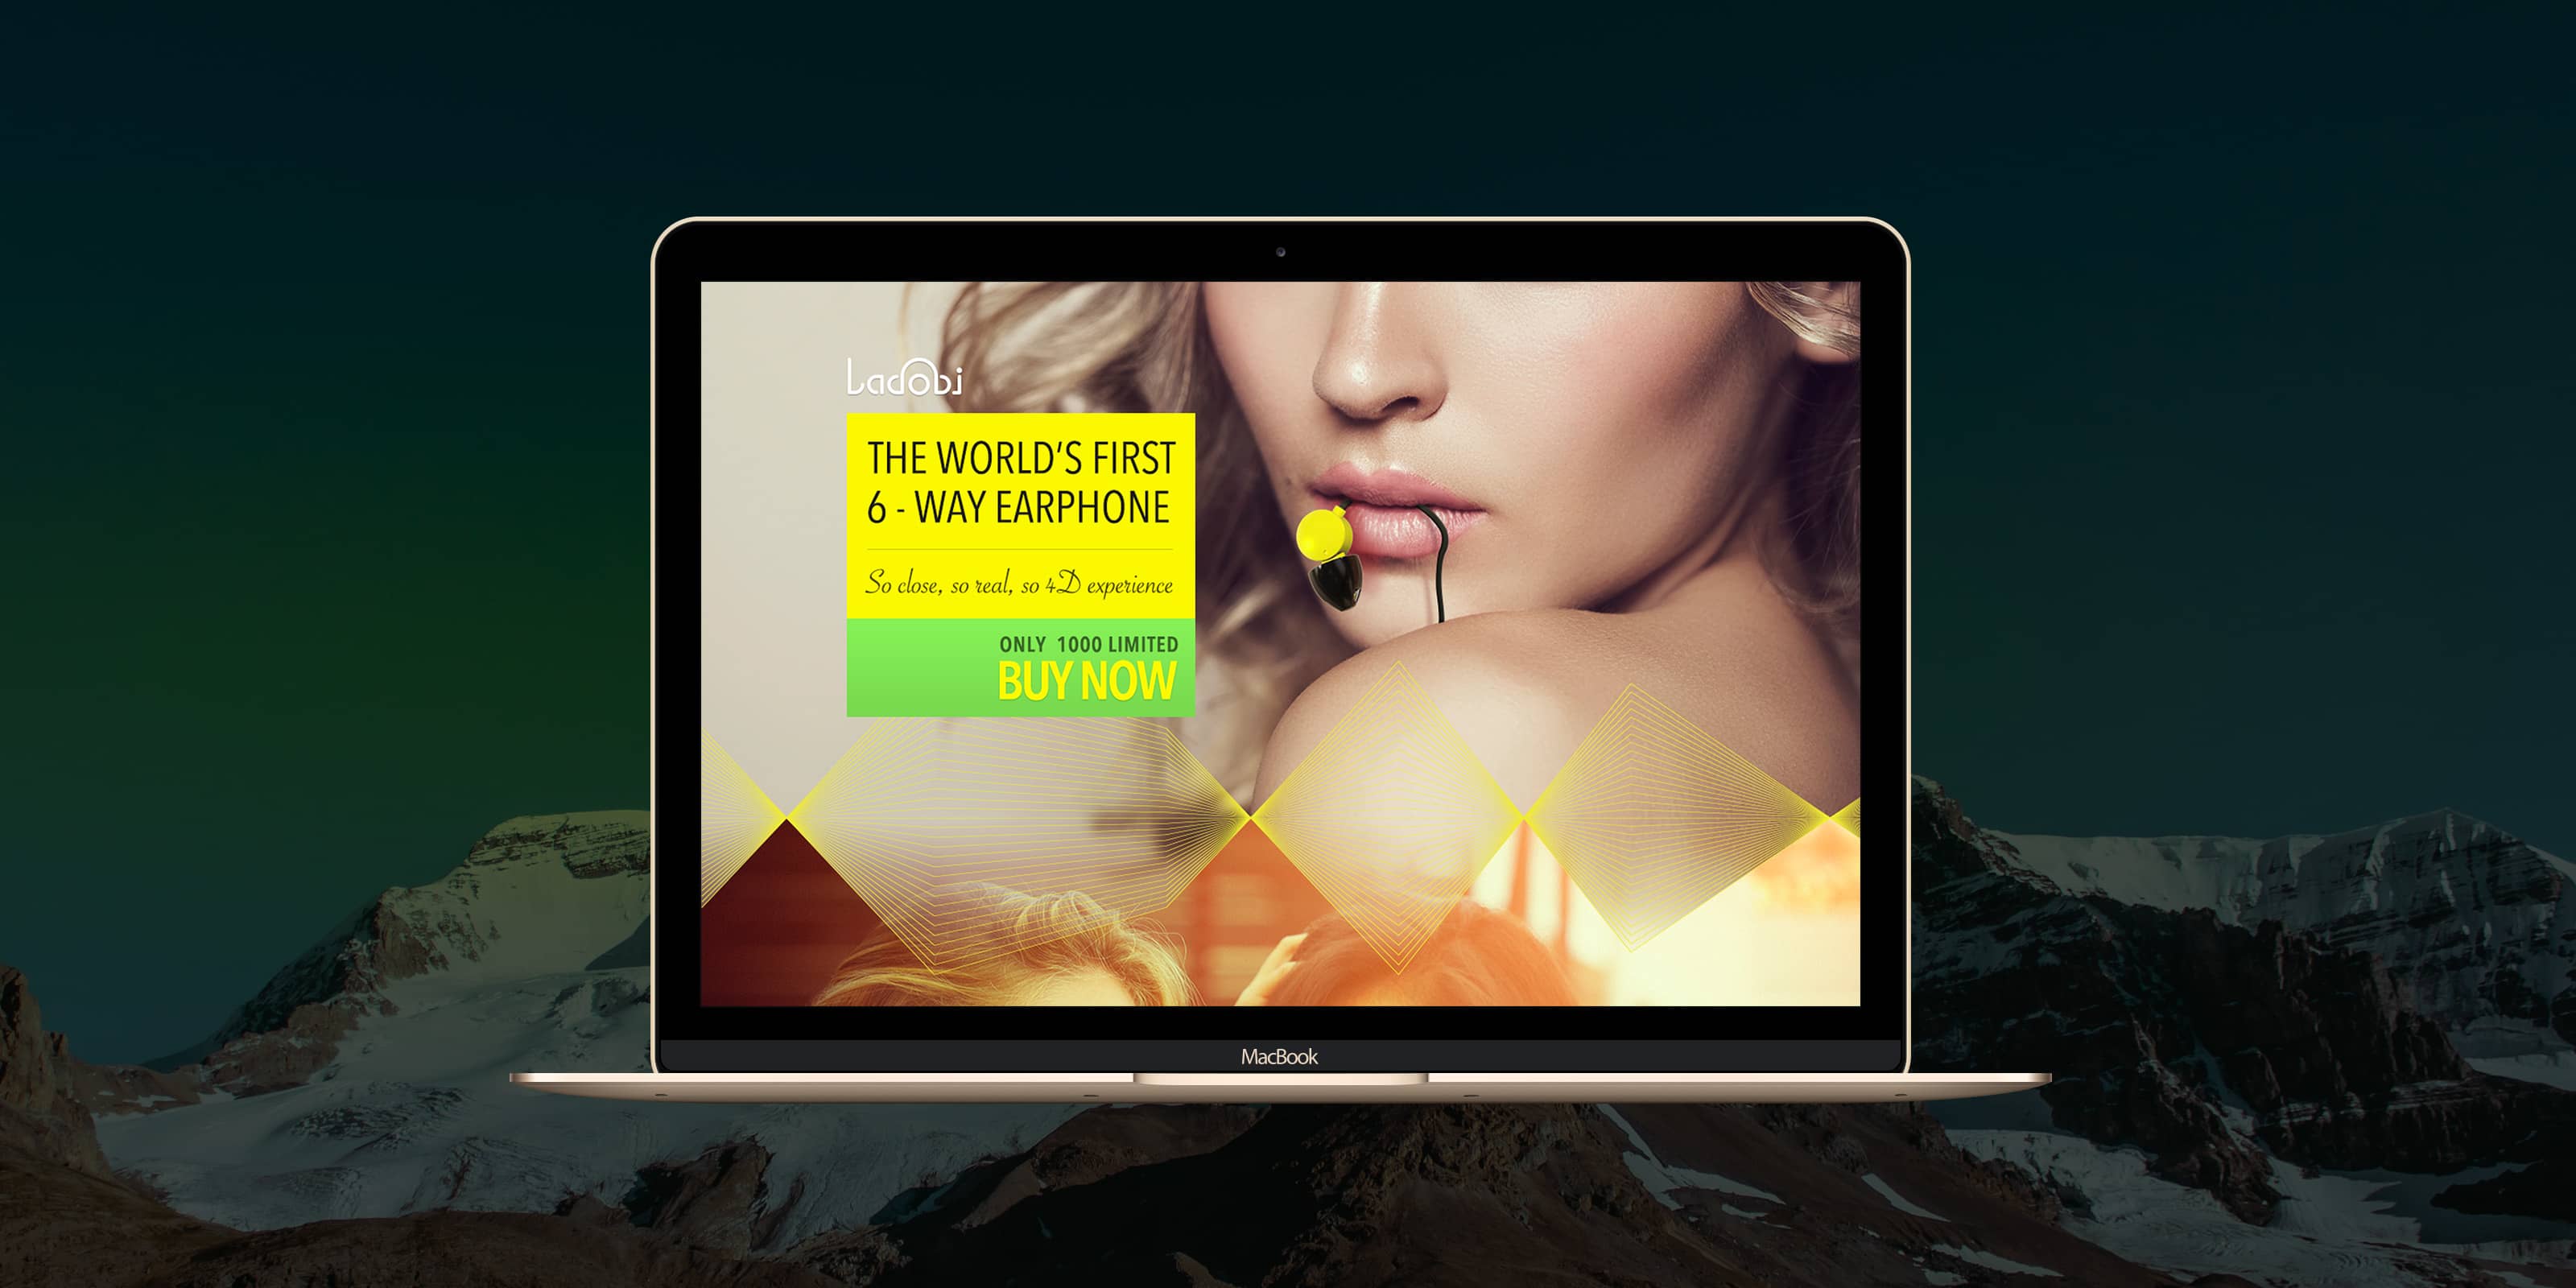 Ladobi
THE WORLD'S FIRST
6 - WAY EARPHONE
So close, so real, so 4D experience
ONLY 1000 LIMITED
BUY NOW
MacBook